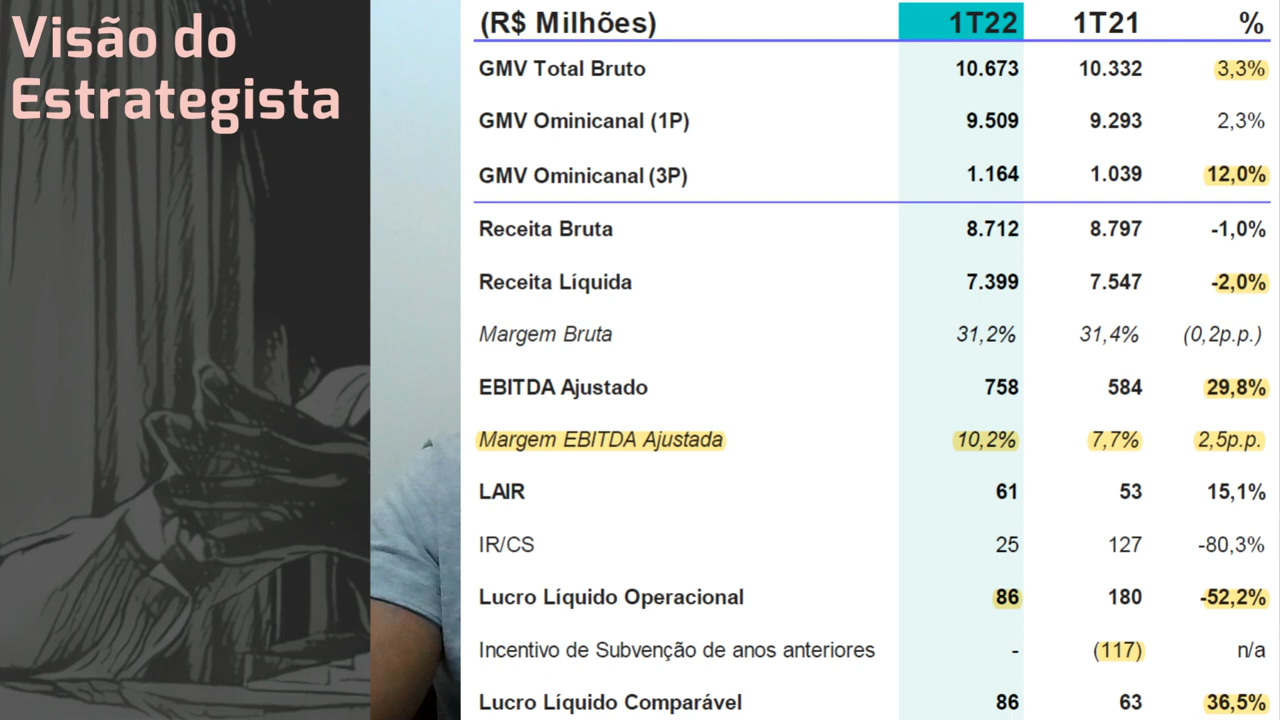 Visão do
Estrategista
(R$ Milhões) 1T22 1T21 %
GMV Total Bruto 10.673 10.332 3,3%
GMV Ominicanal (1P) 9.509 9.293 2,3%
GMV Ominicanal (3P) 1.164 1.039 12,0%
Receita Bruta 8.712 8.797 -1,0%
Receita Líquida 7.399 7.547 -2,0%
Margem Bruta 31,2% 31,4% (0,2p.p.)
EBITDA Ajustado 758 584 29,8%
Margem EBITDA Ajustada 10,2% 7,7% 2,5p.p.
LAIR 61 53 15,1%
IR/CS 25 127 -80,3%
Lucro Líquido Operacional 86 180 -52,2%
Incentivo de Subvenção de anos anteriores - (117) n/a
Lucro Líquido Comparável 86 63 36,5%